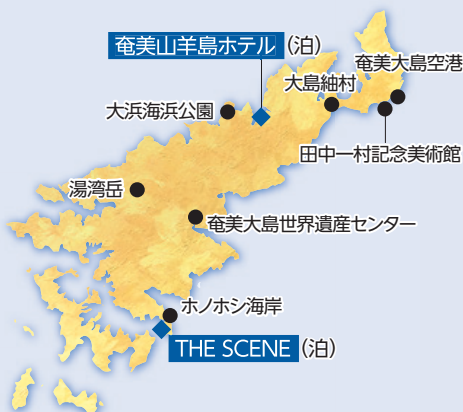 奄美山羊島ホテル（泊）
奄美大島空港
大島紬村
大浜海浜公園
田中一村記念美術館
湯湾岳
奄美大島世界遺産センター
ホノホシ海岸
THE SCENE（泊）